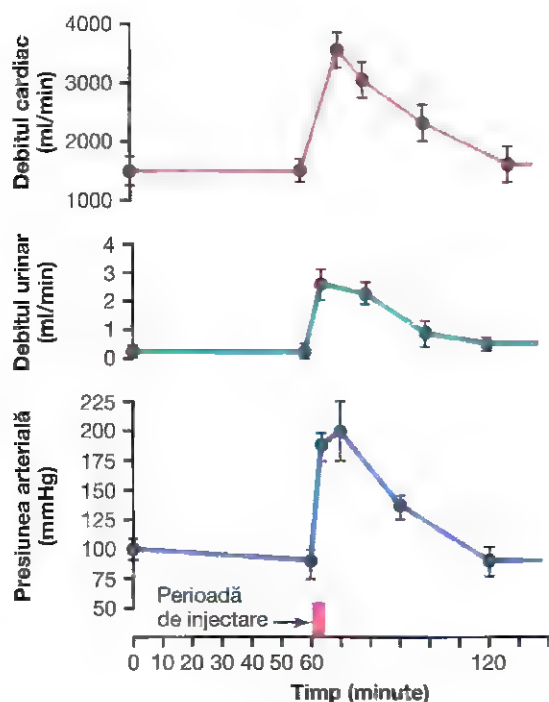 Debitul cardiac
(ml/min)
4000
3000
2000
1000
Debitul urinar
(ml/min)
4
3
2
1
0
Presiunea arterială
(mmHg)
225
200
175
150
125
100
75
50
Perioadă
de injectare
0 10 20 30 40 50 60 120
Timp (minute)